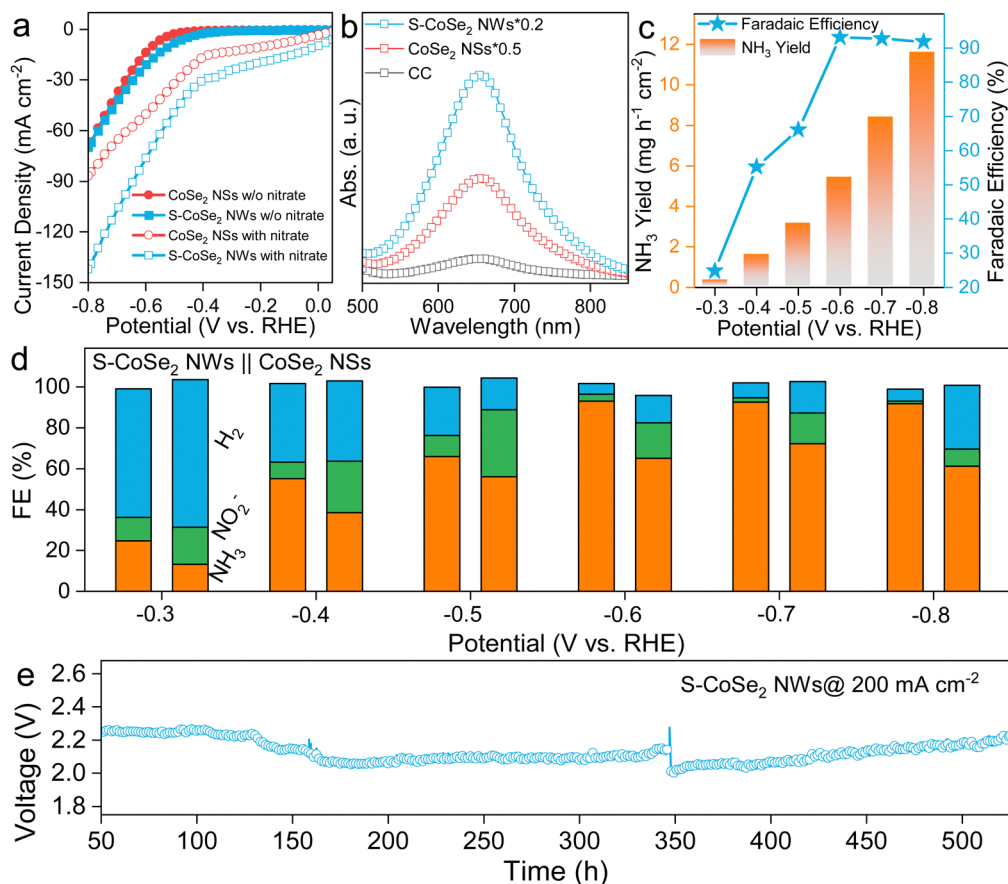 a
0
-30
-60
-90
-120
-150
Current Density (mA cm⁻²)
CoSe₂ NSs w/o nitrate
S-CoSe₂ NWs w/o nitrate
CoSe₂ NSs with nitrate
S-CoSe₂ NWs with nitrate
-0.8 -0.6 -0.4 -0.2 0.0
Potential (V vs. RHE)
b
S-CoSe₂ NWs*0.2
CoSe₂ NSs*0.5
CC
Abs. (a. u.)
500 600 700 800
Wavelength (nm)
c
Faradaic Efficiency
NH₃ Yield
12
10
8
6
4
2
0
NH₃ Yield (mg h⁻¹ cm⁻²)
90
80
70
60
50
40
30
20
Faradaic Efficiency (%)
-0.3 -0.4 -0.5 -0.6 -0.7 -0.8
Potential (V vs. RHE)
d
S-CoSe₂ NWs || CoSe₂ NSs
100
80
60
40
20
0
FE (%)
H₂
NO₂⁻
NH₃
-0.3 -0.4 -0.5 -0.6 -0.7 -0.8
Potential (V vs. RHE)
e
S-CoSe₂ NWs@ 200 mA cm⁻²
2.6
2.4
2.2
2.0
1.8
Voltage (V)
50 100 150 200 250 300 350 400 450 500
Time (h)